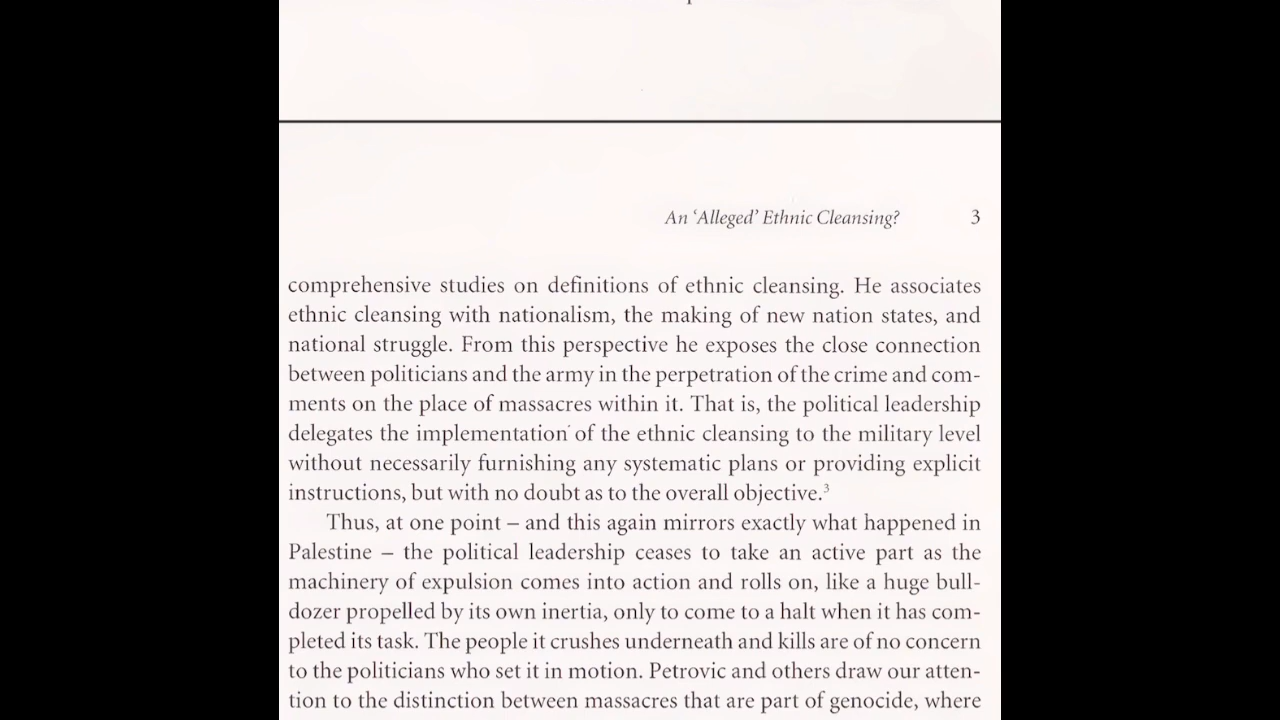 An ‘Alleged’ Ethnic Cleansing? 3
comprehensive studies on definitions of ethnic cleansing. He associates
ethnic cleansing with nationalism, the making of new nation states, and
national struggle. From this perspective he exposes the close connection
between politicians and the army in the perpetration of the crime and com-
ments on the place of massacres within it. That is, the political leadership
delegates the implementation of the ethnic cleansing to the military level
without necessarily furnishing any systematic plans or providing explicit
instructions, but with no doubt as to the overall objective.³
Thus, at one point – and this again mirrors exactly what happened in
Palestine – the political leadership ceases to take an active part as the
machinery of expulsion comes into action and rolls on, like a huge bull-
dozer propelled by its own inertia, only to come to a halt when it has com-
pleted its task. The people it crushes underneath and kills are of no concern
to the politicians who set it in motion. Petrovic and others draw our atten-
tion to the distinction between massacres that are part of genocide, where